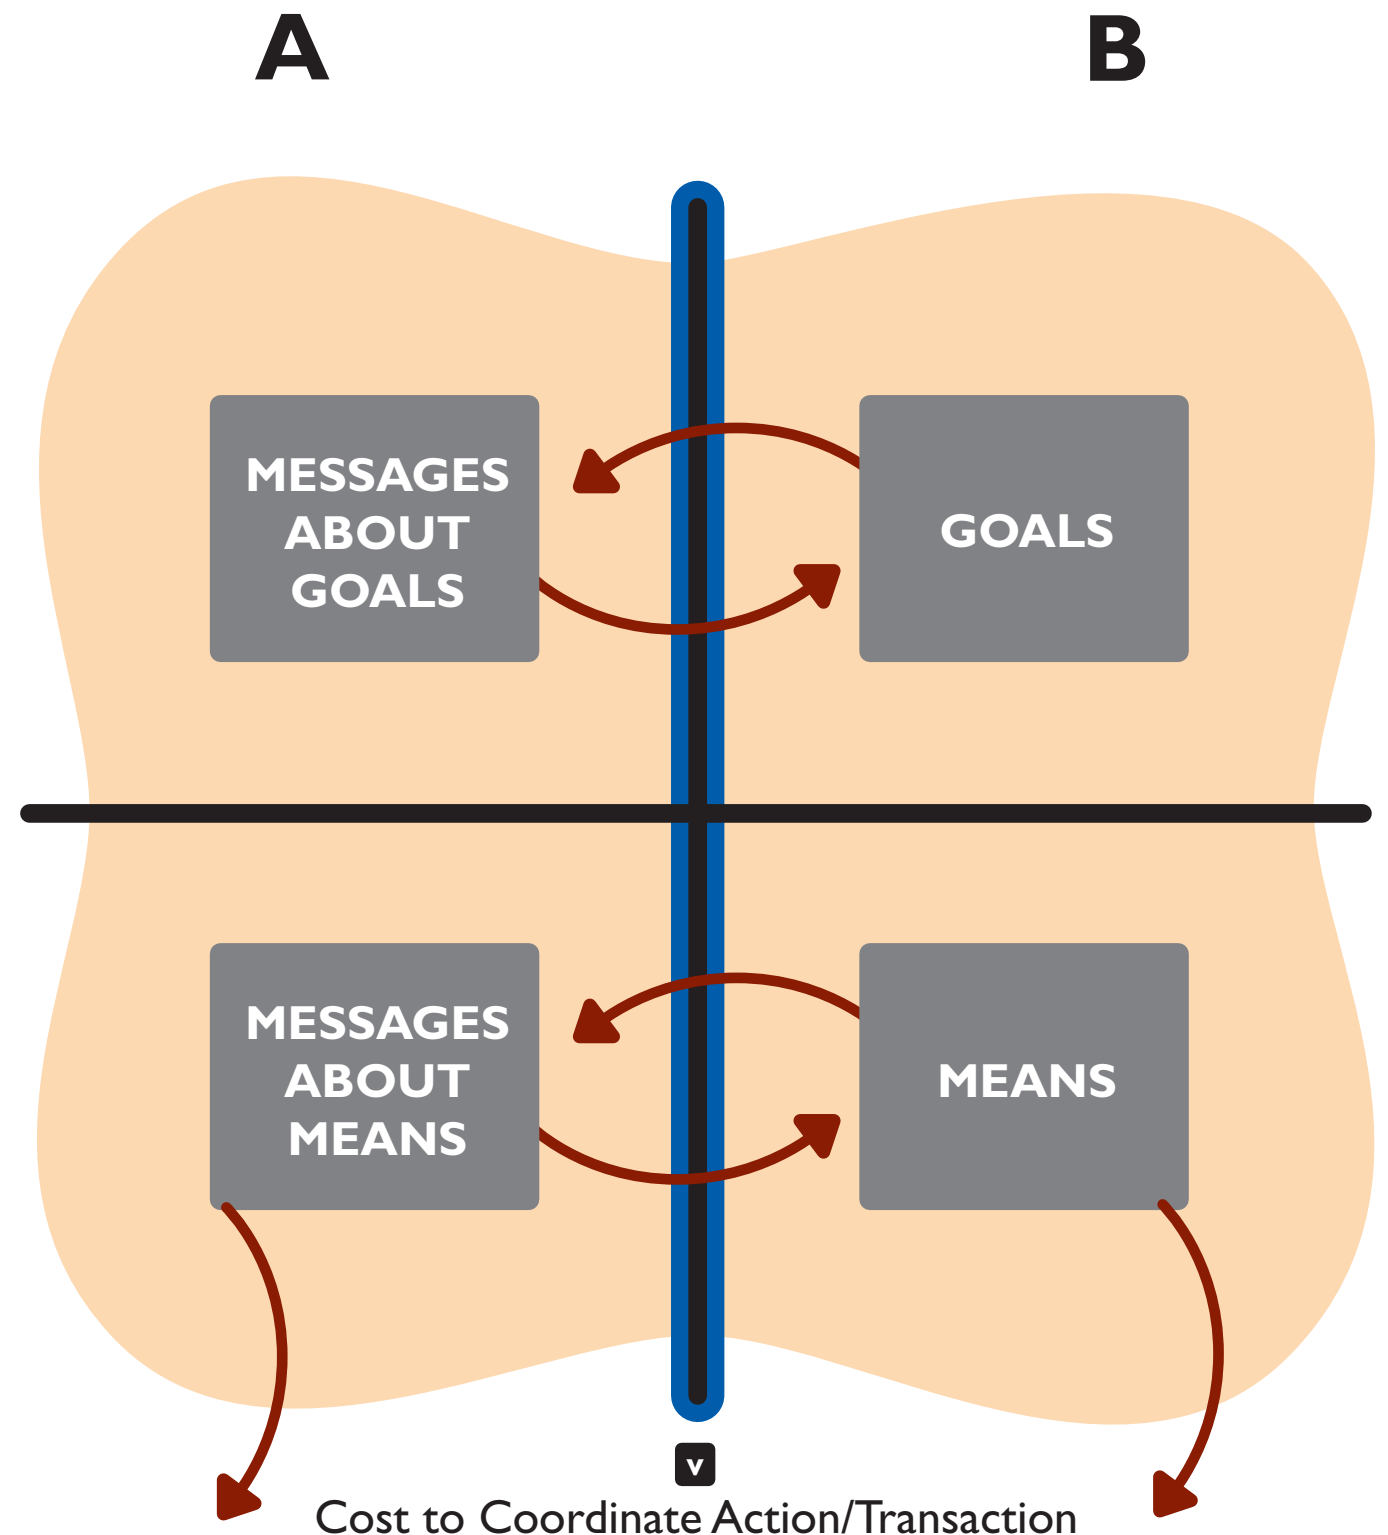 A
B
MESSAGES
ABOUT
GOALS
GOALS
MESSAGES
ABOUT
MEANS
MEANS
v
Cost to Coordinate Action/Transaction